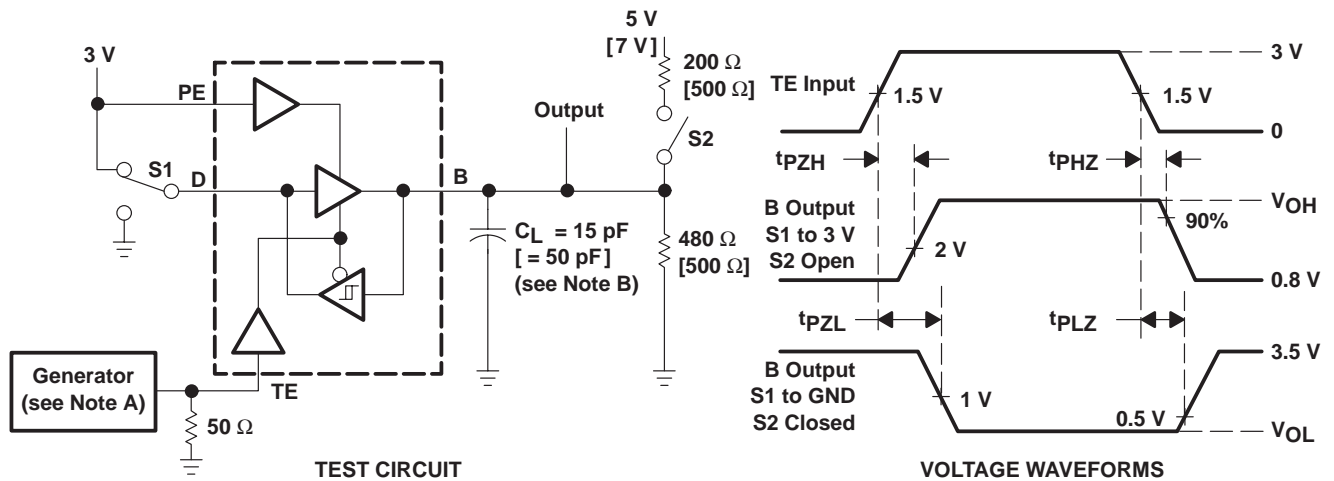 5 V
[7 V]
3 V
200 Ω
[500 Ω]
PE
Output
S2
S1
D
B
C_L = 15 pF
[ = 50 pF]
(see Note B)
480 Ω
[500 Ω]
Generator
(see Note A)
TE
50 Ω
TEST CIRCUIT
3 V
TE Input
1.5 V
1.5 V
0
tPZH
tPHZ
VOH
B Output
S1 to 3 V
S2 Open
2 V
90%
0.8 V
tPZL
tPLZ
3.5 V
B Output
S1 to GND
S2 Closed
1 V
0.5 V
VOL
VOLTAGE WAVEFORMS